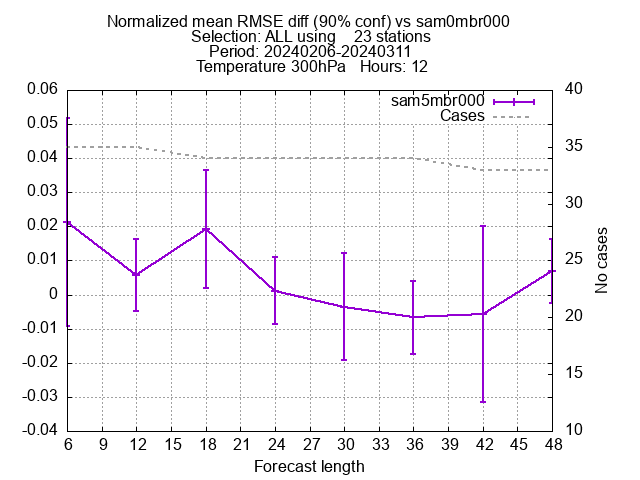 Normalized mean RMSE diff (90% conf) vs sam0mbr000
Selection: ALL using    23 stations
Period: 20240206-20240311
Temperature 300hPa   Hours: 12
sam5mbr000
Cases
0.06
0.05
0.04
0.03
0.02
0.01
0
-0.01
-0.02
-0.03
-0.04
40
35
30
25
20
15
10
No cases
6 9 12 15 18 21 24 27 30 33 36 39 42 45 48
Forecast length